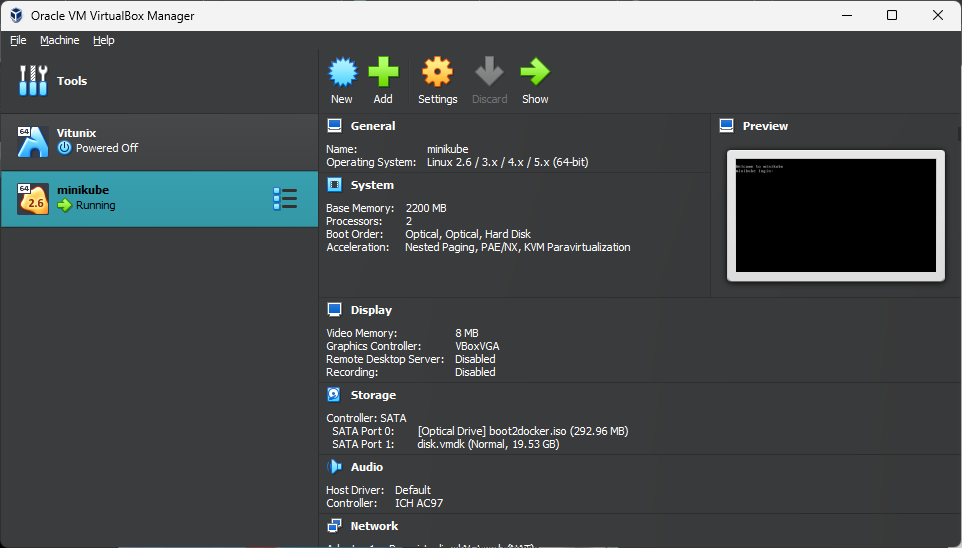 Oracle VM VirtualBox Manager
File Machine Help
Tools
New Add Settings Discard Show
64
Vitunix
Powered Off
64
2.6
minikube
Running
General
Name: minikube
Operating System: Linux 2.6 / 3.x / 4.x / 5.x (64-bit)
Preview
Welcome to minikube
minikube login:
System
Base Memory: 2200 MB
Processors: 2
Boot Order: Optical, Optical, Hard Disk
Acceleration: Nested Paging, PAE/NX, KVM Paravirtualization
Display
Video Memory: 8 MB
Graphics Controller: VBoxVGA
Remote Desktop Server: Disabled
Recording: Disabled
Storage
Controller: SATA
SATA Port 0: [Optical Drive] boot2docker.iso (292.96 MB)
SATA Port 1: disk.vmdk (Normal, 19.53 GB)
Audio
Host Driver: Default
Controller: ICH AC97
Network